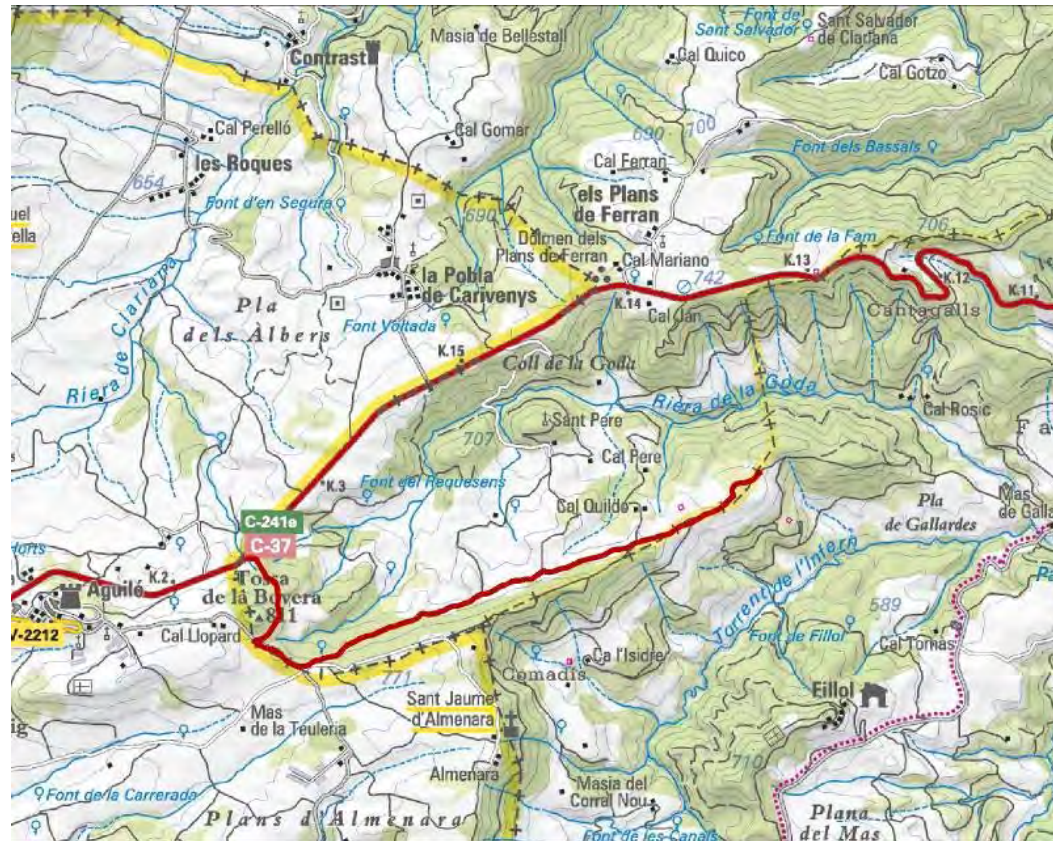 Contrast
Masia de Bellestall
Font de
Sant Salvador
Sant Salvador
de Clariana
Cal Quico
Cal Gotzo
Cal Perelló
Cal Gomar
690
700
Font dels Bassals
les Roques
654
Cal Ferran
els Plans
de Ferran
Font d'en Segura
690
Dolmen dels
Plans de Ferran
Cal Mariano
Font de la Fam
706
K.13
K.12
K.11
742
K.14
Cal Jan
Cantagalls
la Pobla
de Carivenys
Pla
dels Àlbers
Font Voltada
K.15
Coll de la Goda
Riera de la Goda
Cal Rosic
Sant Pere
707
Cal Pere
K.3
Font del Requesens
Cal Quildo
Pla
de Gallardes
Mas
C-241e
C-37
Aguiló
K.2
V-2212
Tossa
de la Bovera
811
Cal Llopard
Torrent de l'Infern
589
Font de Fillol
Cal Tomas
771
Ca l'Isidre
Comadis
Fillol
Sant Jaume
d'Almenara
Mas
de la Teuleria
710
Almenara
Masia del
Corral Nou
Font de la Carrerada
Plans d'Almenara
Font de les Canals
Plana
del Mas